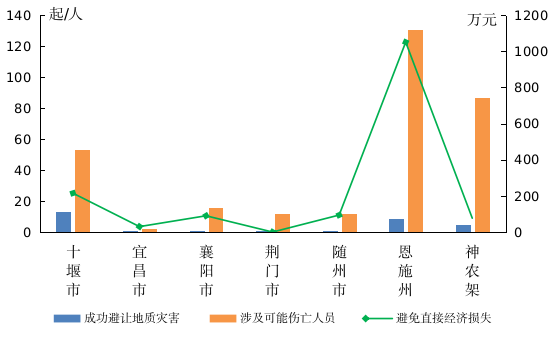 起/人
万元
140
120
100
80
60
40
20
0
1200
1000
800
600
400
200
0
十堰市
宜昌市
襄阳市
荆门市
随州市
恩施州
神农架
成功避让地质灾害
涉及可能伤亡人员
避免直接经济损失